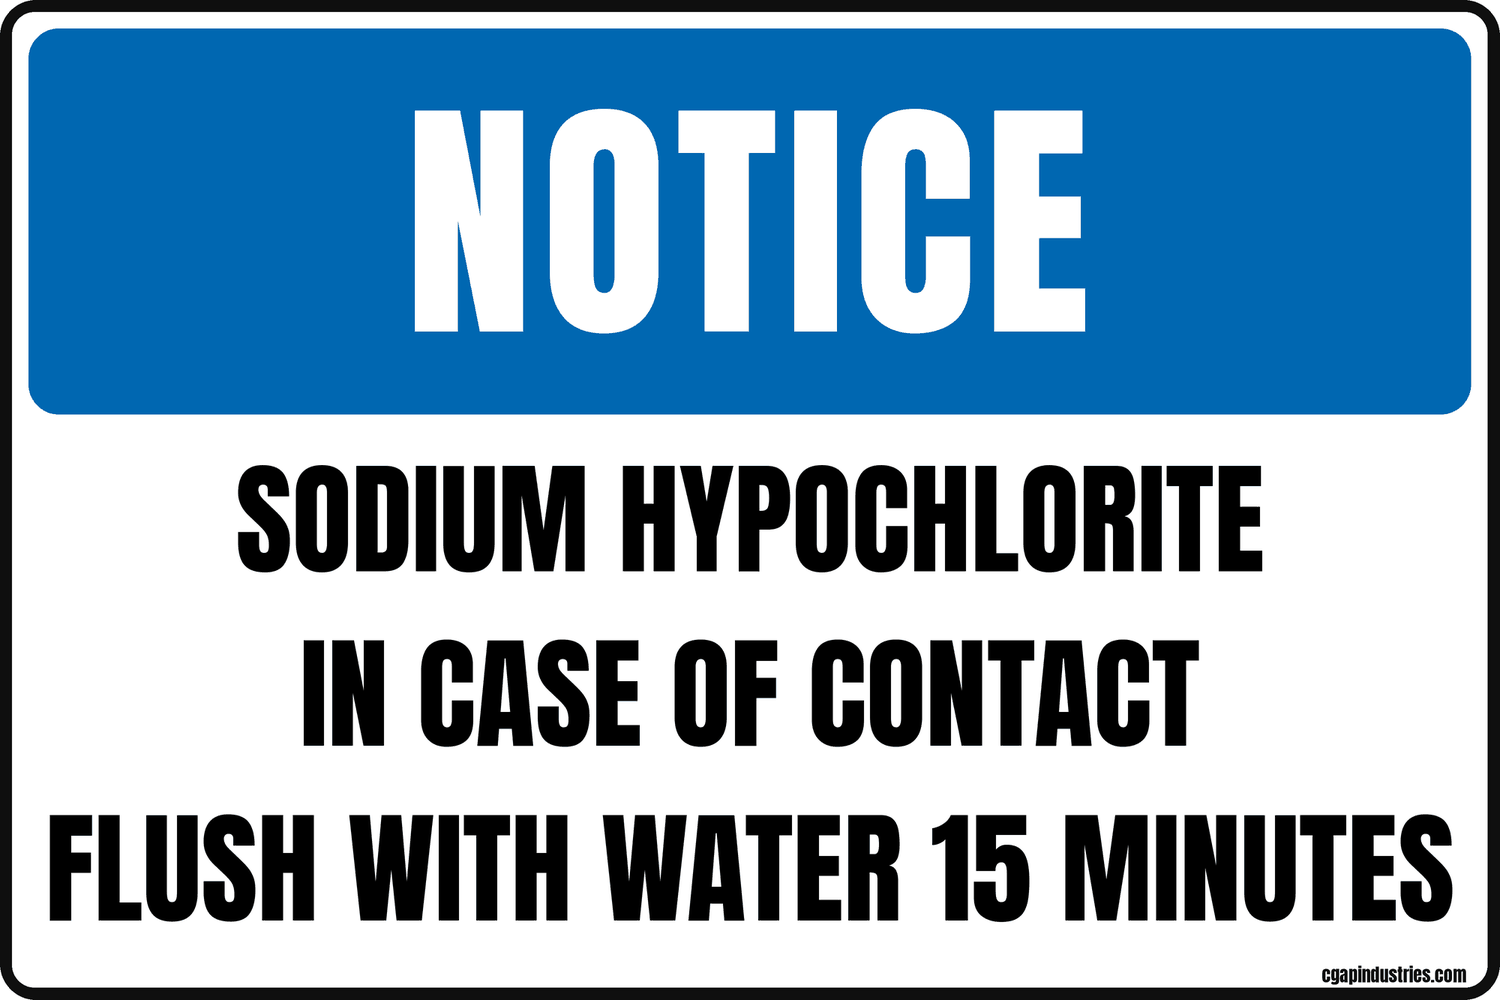 NOTICE
SODIUM HYPOCHLORITE
IN CASE OF CONTACT
FLUSH WITH WATER 15 MINUTES
cgapindustries.com